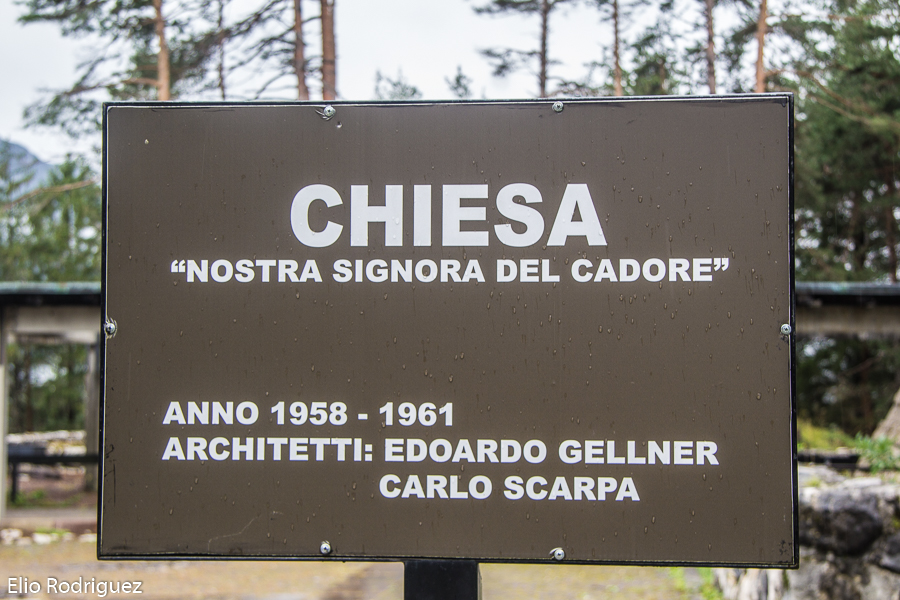 CHIESA
“NOSTRA SIGNORA DEL CADORE”
ANNO 1958 - 1961
ARCHITETTI: EDOARDO GELLNER
CARLO SCARPA
Elio Rodriguez